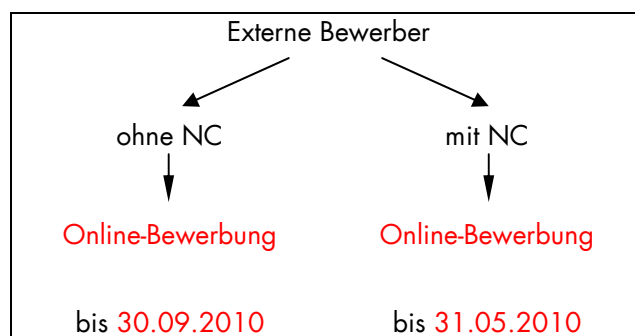 Externe Bewerber
ohne NC mit NC
Online-Bewerbung Online-Bewerbung
bis 30.09.2010 bis 31.05.2010